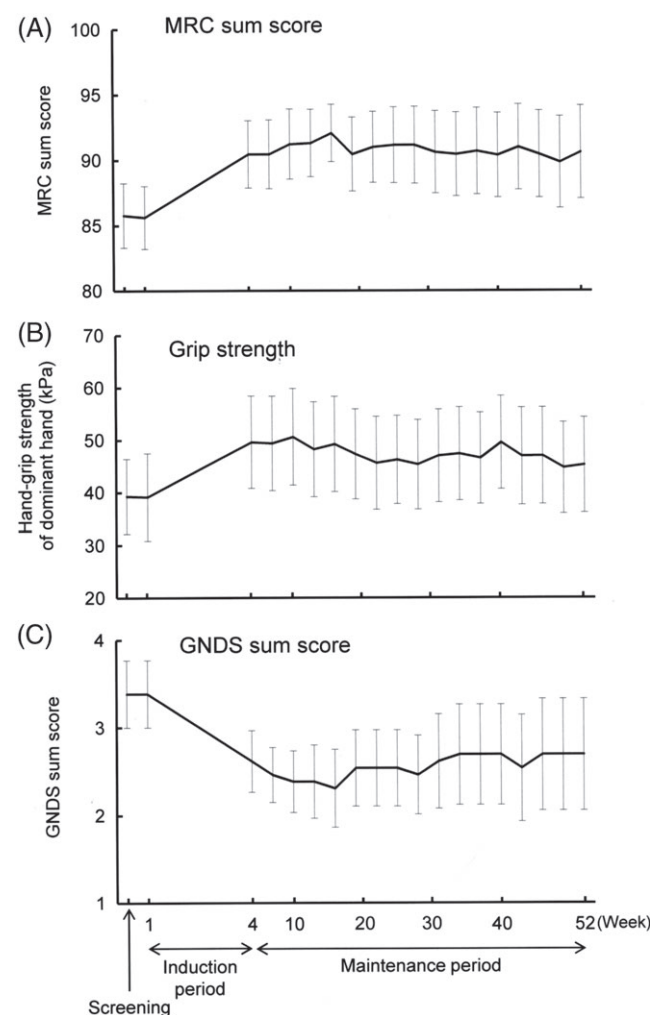 (A)
MRC sum score
100
95
90
85
80
MRC sum score
(B)
Grip strength
70
60
50
40
30
20
Hand-grip strength
of dominant hand (kPa)
(C)
GNDS sum score
4
3
2
1
GNDS sum score
1 4 10 20 30 40 52 (Week)
Induction
period
Maintenance period
Screening